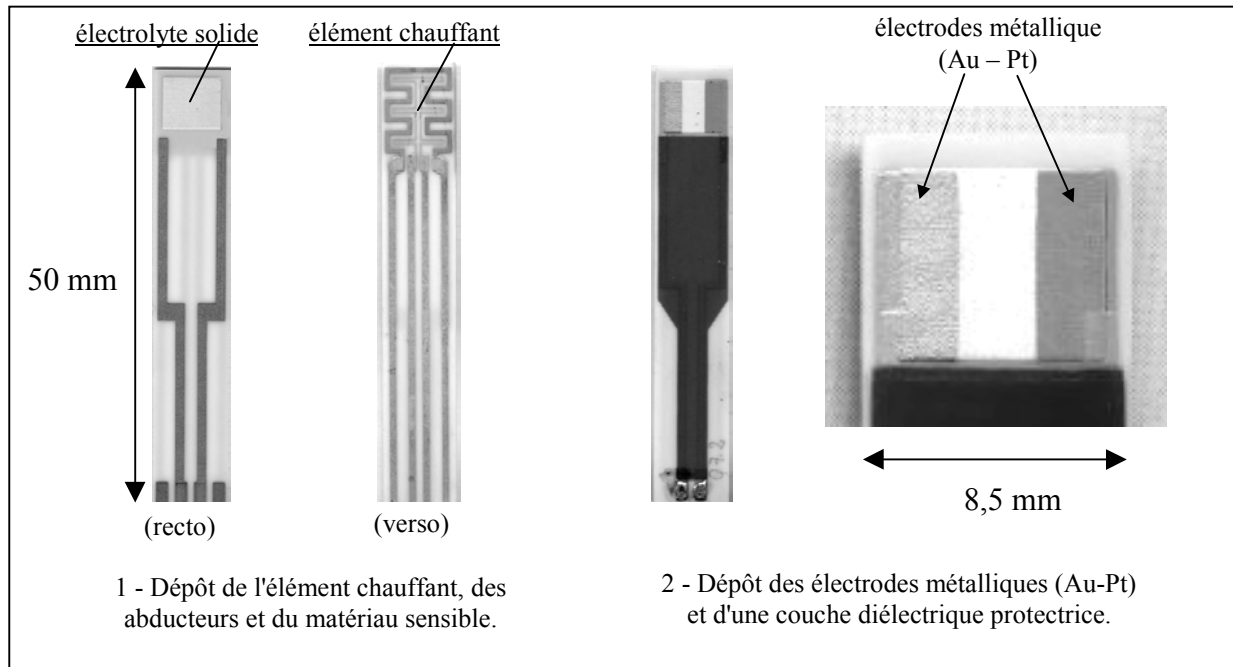 électrolyte solide
élément chauffant
électrodes métallique
(Au – Pt)
50 mm
8,5 mm
(recto)
(verso)
1 - Dépôt de l'élément chauffant, des
abducteurs et du matériau sensible.
2 - Dépôt des électrodes métalliques (Au-Pt)
et d'une couche diélectrique protectrice.